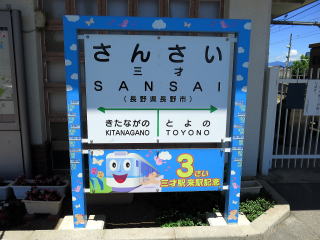 さんさい
三才
SANSAI
(長野県長野市)
きたながの とよの
KITANAGANO TOYONO
3さい
三才駅来駅記念